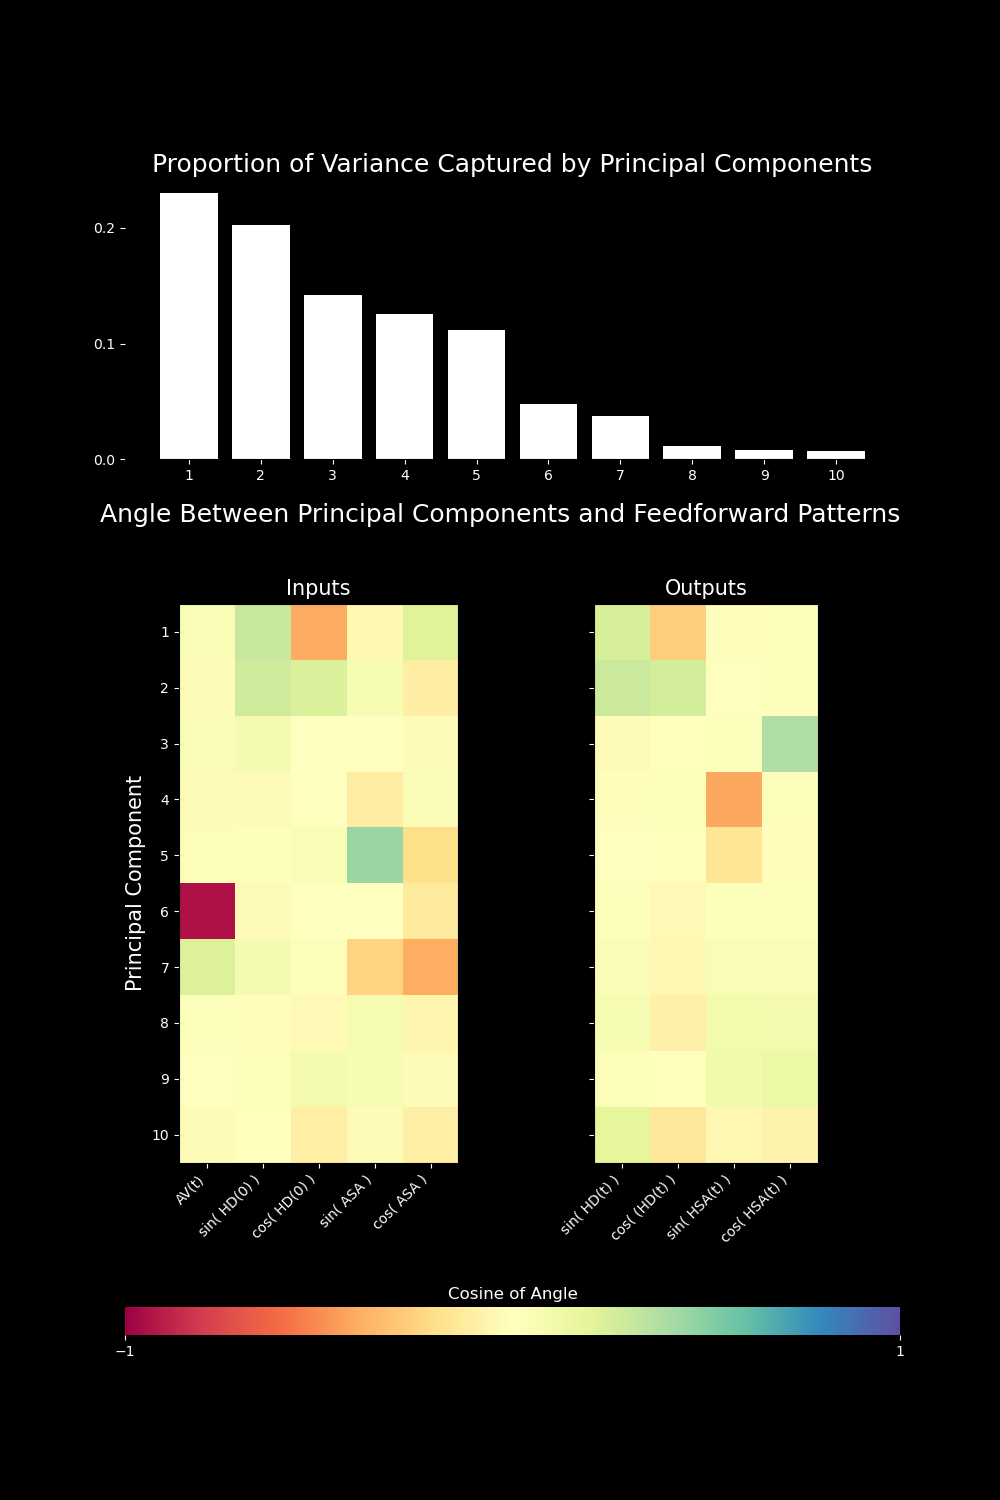 Proportion of Variance Captured by Principal Components
0.2
0.1
0.0
1 2 3 4 5 6 7 8 9 10
Angle Between Principal Components and Feedforward Patterns
Inputs
Outputs
Principal Component
1
2
3
4
5
6
7
8
9
10
AV(t)
sin( HD(0) )
cos( HD(0) )
sin( ASA )
cos( ASA )
sin( HD(t) )
cos( (HD(t) )
sin( HSA(t) )
cos( HSA(t) )
Cosine of Angle
−1 1